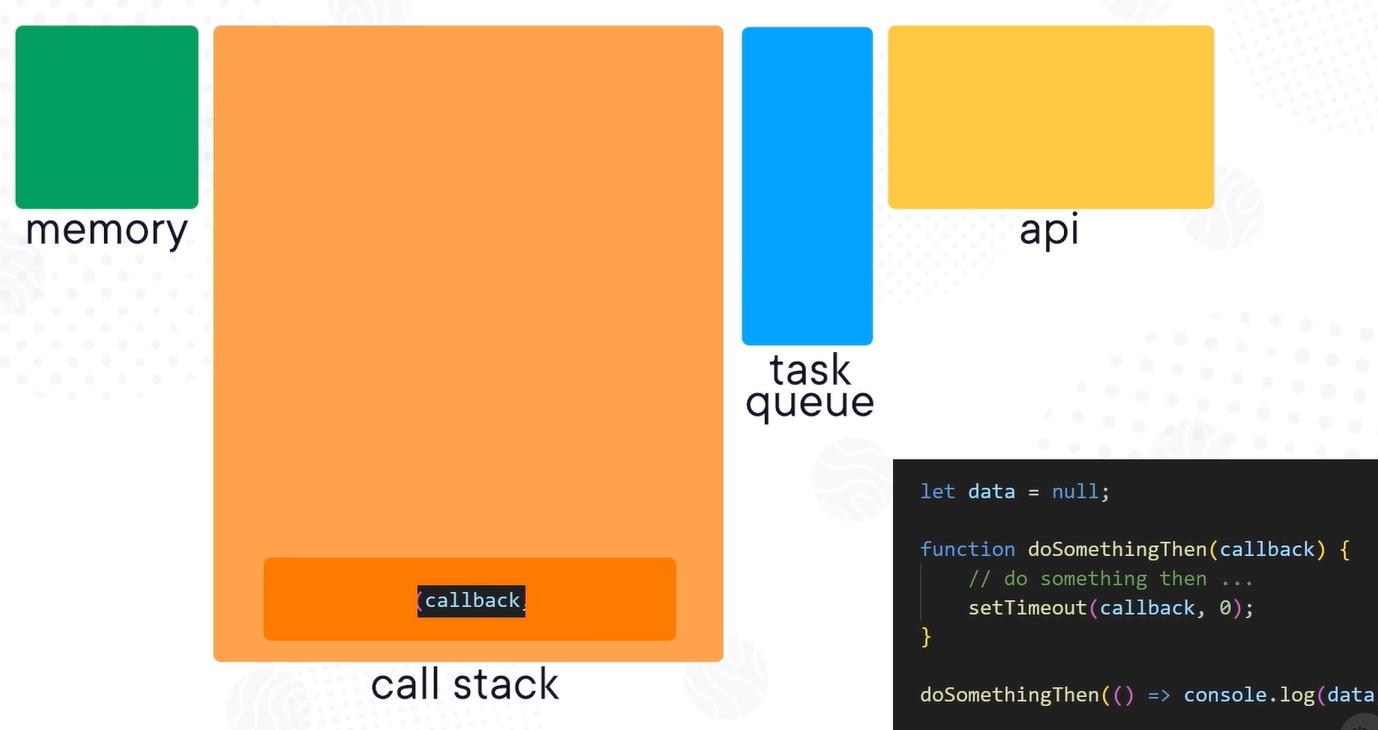 memory
call stack
task
queue
api
(callback,
let data = null;
function doSomethingThen(callback) {
// do something then ...
setTimeout(callback, 0);
}
doSomethingThen(() => console.log(data